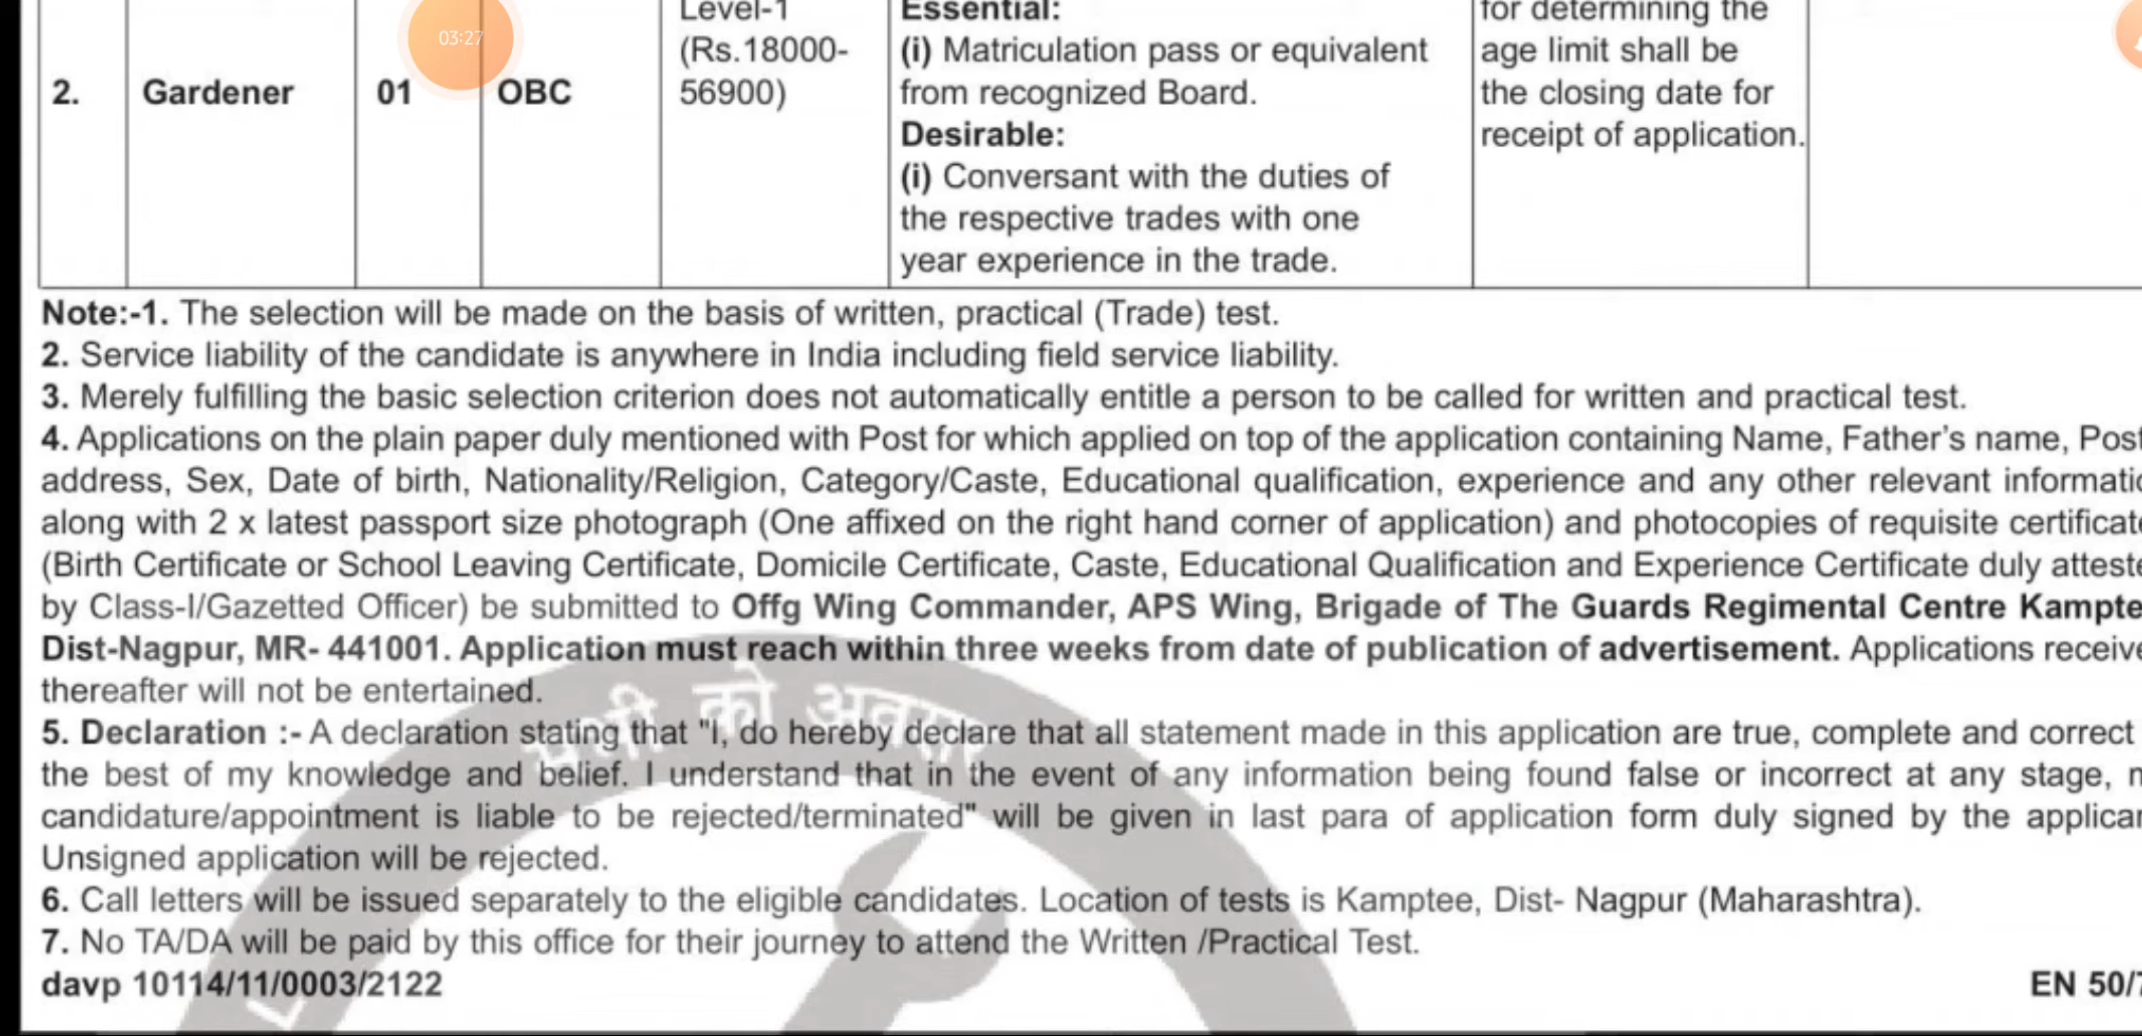 03:27
Level-1
(Rs.18000-
56900)
Essential:
(i) Matriculation pass or equivalent
from recognized Board.
Desirable:
(i) Conversant with the duties of
the respective trades with one
year experience in the trade.
for determining the
age limit shall be
the closing date for
receipt of application.
2. Gardener 01 OBC
Note:-1. The selection will be made on the basis of written, practical (Trade) test.
2. Service liability of the candidate is anywhere in India including field service liability.
3. Merely fulfilling the basic selection criterion does not automatically entitle a person to be called for written and practical test.
4. Applications on the plain paper duly mentioned with Post for which applied on top of the application containing Name, Father's name, Post
address, Sex, Date of birth, Nationality/Religion, Category/Caste, Educational qualification, experience and any other relevant informatio
along with 2 x latest passport size photograph (One affixed on the right hand corner of application) and photocopies of requisite certificate
(Birth Certificate or School Leaving Certificate, Domicile Certificate, Caste, Educational Qualification and Experience Certificate duly atteste
by Class-I/Gazetted Officer) be submitted to Offg Wing Commander, APS Wing, Brigade of The Guards Regimental Centre Kampte
Dist-Nagpur, MR- 441001. Application must reach within three weeks from date of publication of advertisement. Applications receive
thereafter will not be entertained.
को अवसर
5. Declaration :- A declaration stating that "I, do hereby declare that all statement made in this application are true, complete and correct
the best of my knowledge and belief. I understand that in the event of any information being found false or incorrect at any stage, m
candidature/appointment is liable to be rejected/terminated" will be given in last para of application form duly signed by the applican
Unsigned application will be rejected.
6. Call letters will be issued separately to the eligible candidates. Location of tests is Kamptee, Dist- Nagpur (Maharashtra).
7. No TA/DA will be paid by this office for their journey to attend the Written /Practical Test.
davp 10114/11/0003/2122
EN 50/7